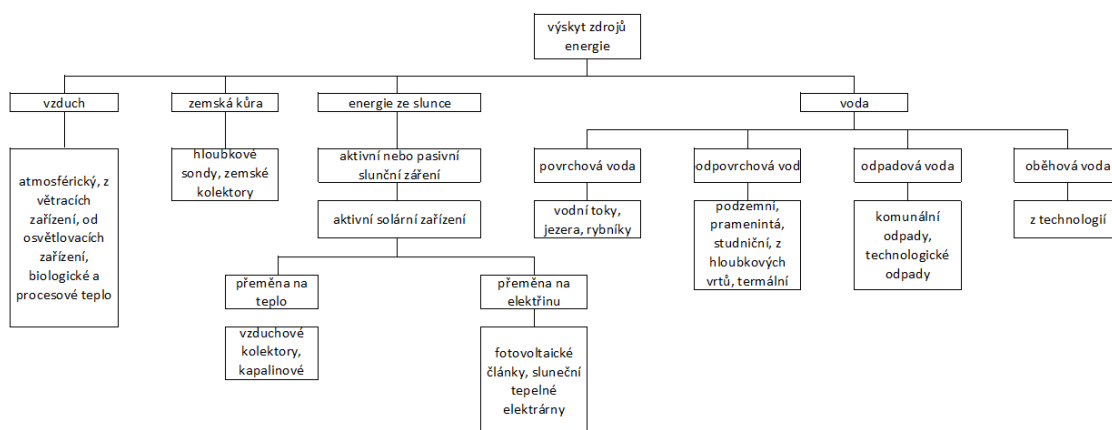 výskyt zdrojů
energie
vzduch
zemská kůra
energie ze slunce
voda
atmosférický, z
větracích
zařízení, od
osvětlovacích
zařízení,
biologické a
procesové teplo
hloubkové
sondy, zemské
kolektory
aktivní nebo pasivní
slunční záření
aktivní solární zařízení
přeměna na
teplo
vzduchové
kolektory,
kapalinové
přeměna na
elektřinu
fotovoltaické
články, sluneční
tepelné
elektrárny
povrchová voda
vodní toky,
jezera, rybníky
odpovrchová vod
podzemní,
pramenintá,
studniční, z
hloubkových
vrtů, termální
odpadová voda
komunální
odpady,
technologické
odpady
oběhová voda
z technologií